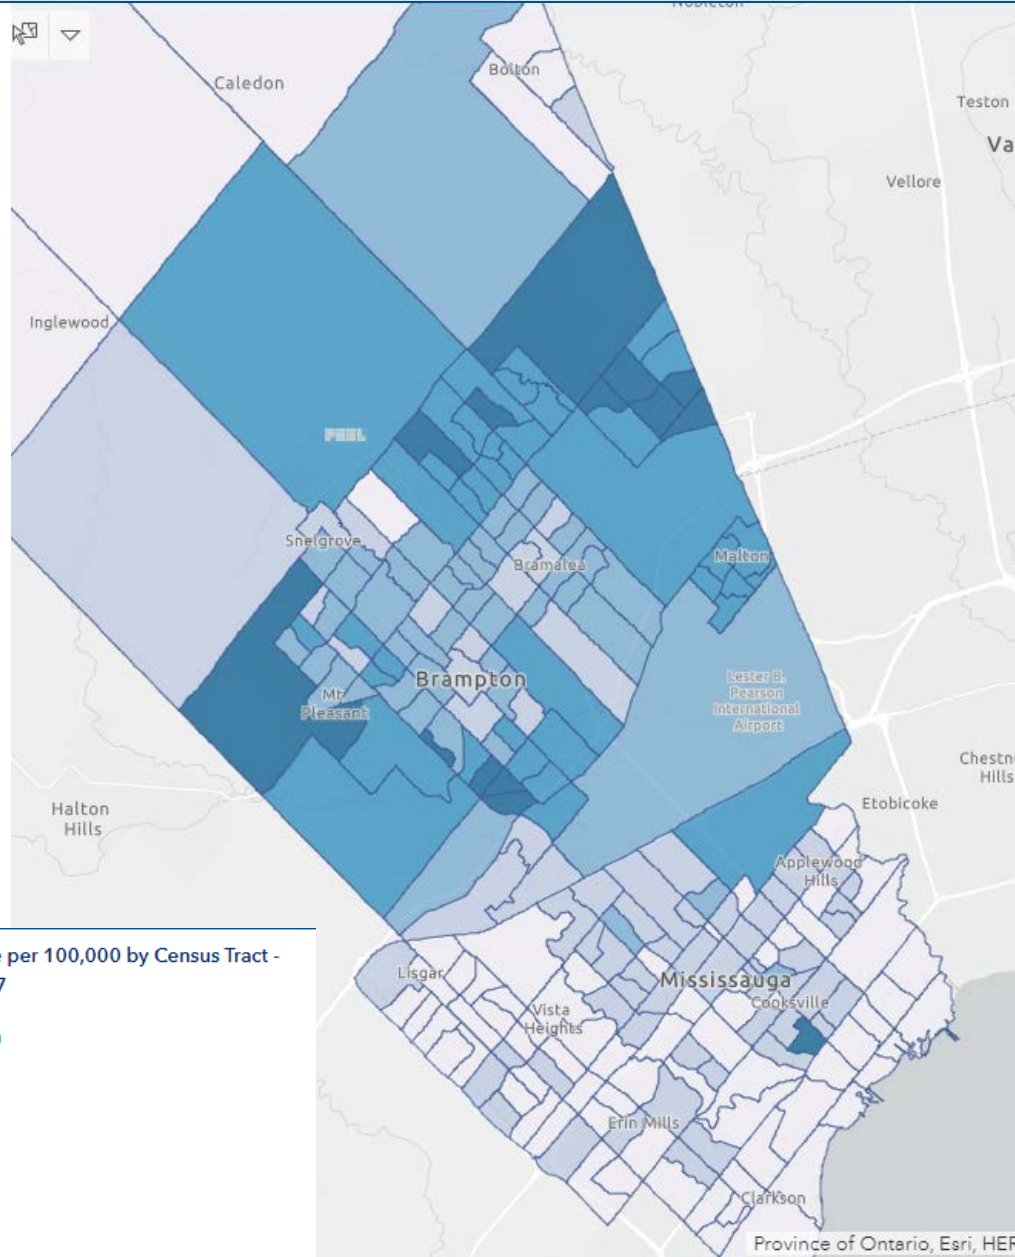 Caledon
Bolton
Teston
Va
Vellore
Inglewood
PEEL
Snelgrove
Bramalea
Malton
Brampton
Mt
Pleasant
Lester B.
Pearson
International
Airport
Halton
Hills
Chestn
Hills
Etobicoke
Applewood
Hills
per 100,000 by Census Tract -
7
Lisgar
Mississauga
Cooksville
Vista
Heights
Erin Mills
Clarkson
Province of Ontario, Esri, HER